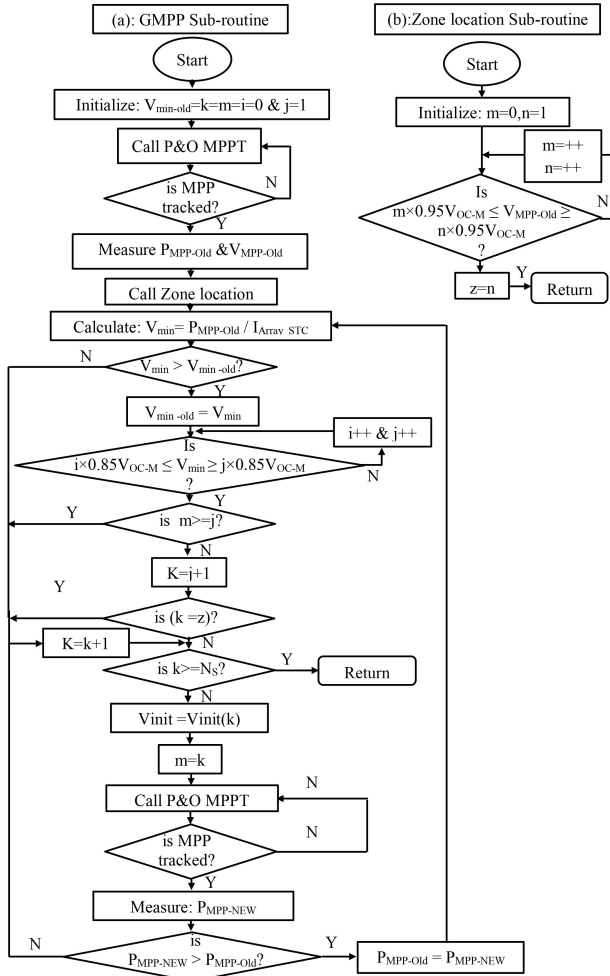 (a): GMPP Sub-routine
Start
Initialize: Vmin-old=k=m=i=0 & j=1
Call P&O MPPT
N
is MPP
tracked?
Y
Measure PMPP-Old &VMPP-Old
Call Zone location
Calculate: Vmin= PMPP-Old / IArray STC
N
Vmin > Vmin -old?
Y
Vmin -old = Vmin
i++ & j++
Is
i×0.85VOC-M ≤ Vmin ≥ j×0.85VOC-M
?
N
Y
Y
is m>=j?
N
K=j+1
Y
is (k =z)?
K=k+1
N
is k>=NS?
Y
Return
N
Vinit =Vinit(k)
m=k
N
Call P&O MPPT
N
is MPP
tracked?
Y
Measure: PMPP-NEW
N
is
PMPP-NEW > PMPP-Old?
Y
PMPP-Old = PMPP-NEW
(b):Zone location Sub-routine
Start
Initialize: m=0,n=1
m=++
n=++
Is
m×0.95VOC-M ≤ VMPP-Old ≥
n×0.95VOC-M
?
N
Y
z=n
Return